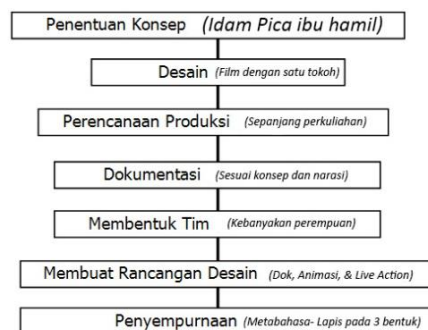 Penentuan Konsep (Idam Pica ibu hamil)
Desain (Film dengan satu tokoh)
Perencanaan Produksi (Sepanjang perkuliahan)
Dokumentasi (Sesuai konsep dan narasi)
Membentuk Tim (Kebanyakan perempuan)
Membuat Rancangan Desain (Dok, Animasi, & Live Action)
Penyempurnaan (Metabahasa- Lapis pada 3 bentuk)